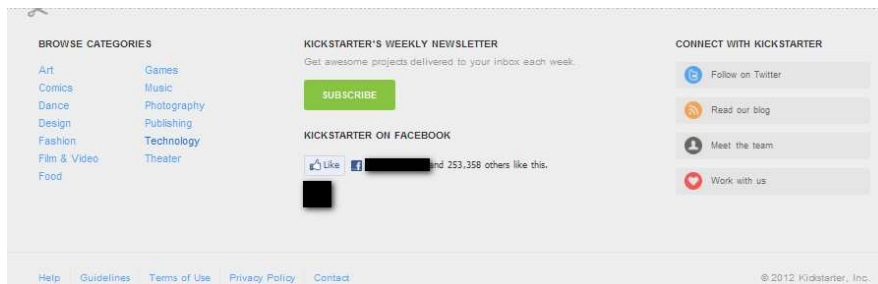 BROWSE CATEGORIES
Art
Comics
Dance
Design
Fashion
Film & Video
Food
Games
Music
Photography
Publishing
Technology
Theater
KICKSTARTER'S WEEKLY NEWSLETTER
Get awesome projects delivered to your inbox each week.
SUBSCRIBE
KICKSTARTER ON FACEBOOK
Like and 253,358 others like this.
CONNECT WITH KICKSTARTER
Follow on Twitter
Read our blog
Meet the team
Work with us
Help Guidelines Terms of Use Privacy Policy Contact
© 2012 Kickstarter, Inc.